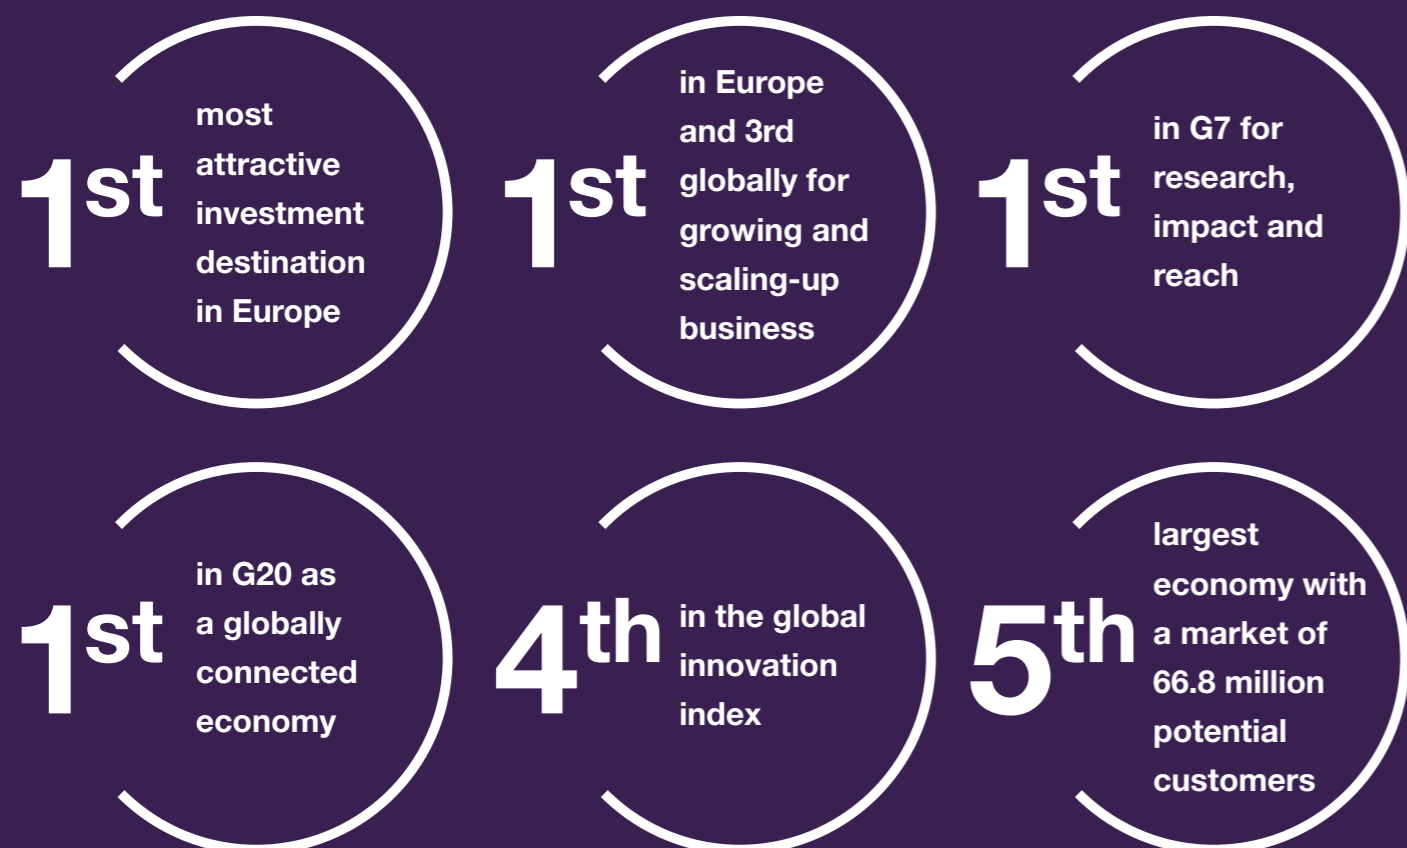 1st
most
attractive
investment
destination
in Europe
1st
in Europe
and 3rd
globally for
growing and
scaling-up
business
1st
in G7 for
research,
impact and
reach
1st
in G20 as
a globally
connected
economy
4th
in the global
innovation
index
5th
largest
economy with
a market of
66.8 million
potential
customers